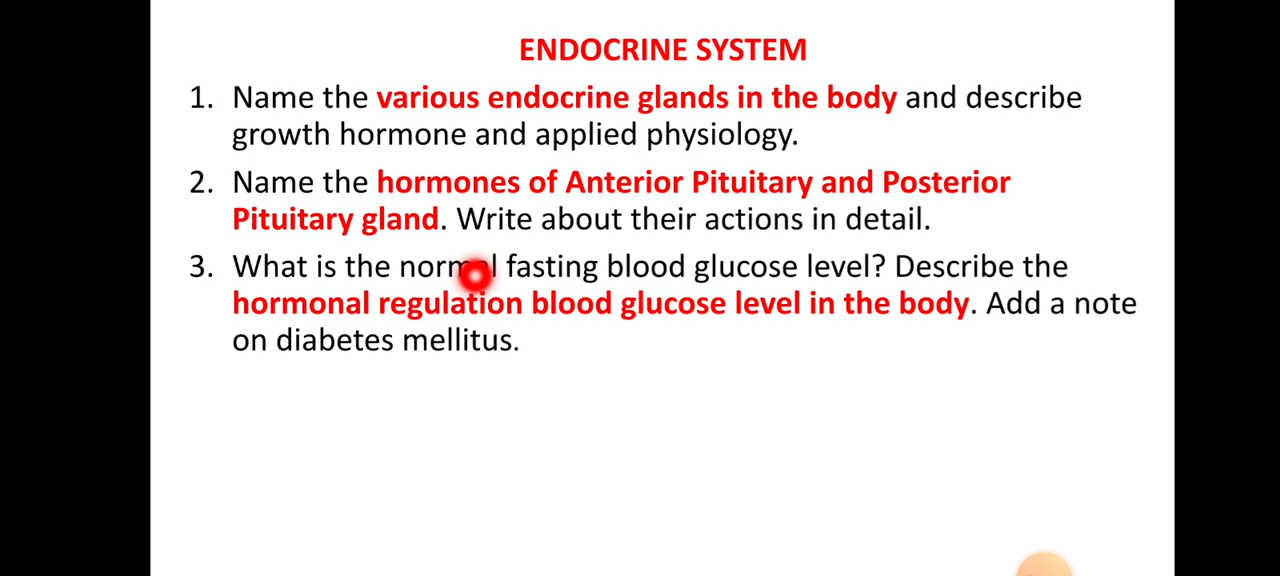 ENDOCRINE SYSTEM
1. Name the various endocrine glands in the body and describe
growth hormone and applied physiology.
2. Name the hormones of Anterior Pituitary and Posterior
Pituitary gland. Write about their actions in detail.
3. What is the normal fasting blood glucose level? Describe the
hormonal regulation blood glucose level in the body. Add a note
on diabetes mellitus.